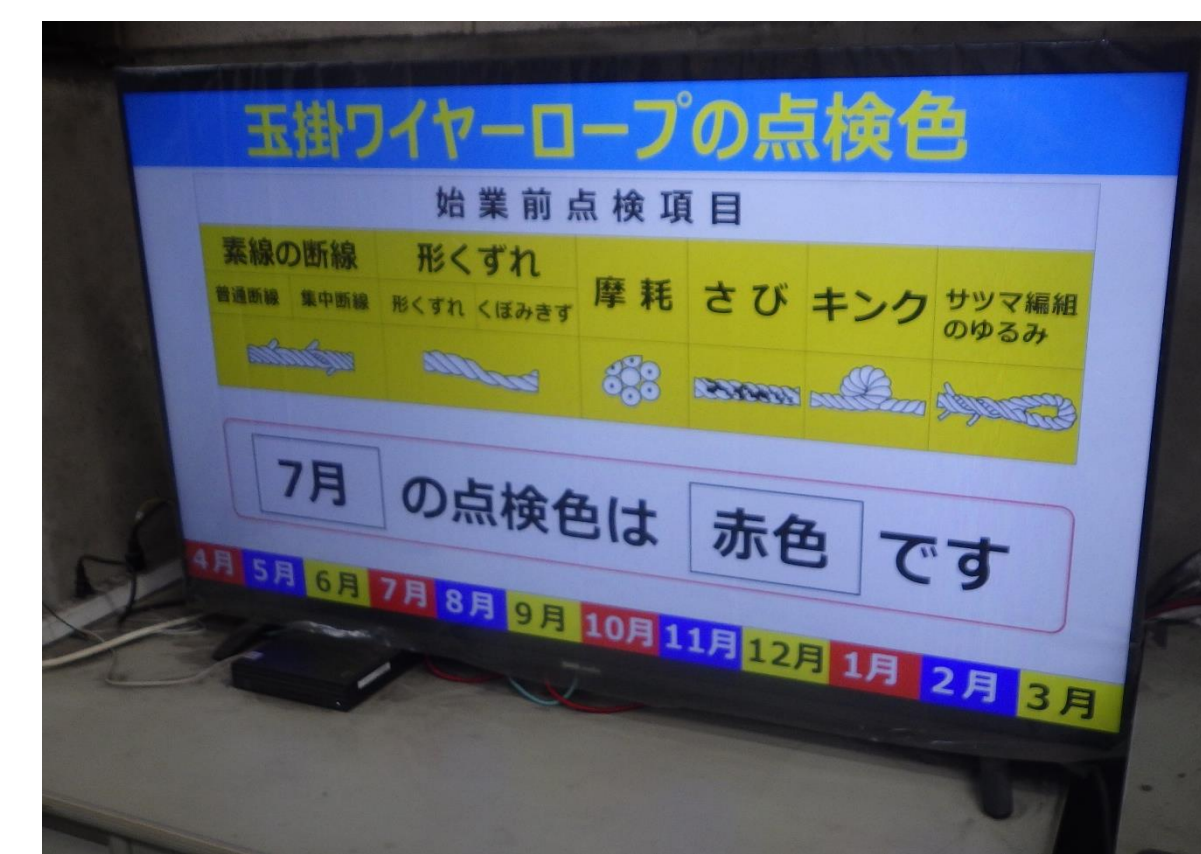 玉掛ワイヤーロープの点検色
始業前点検項目
素線の断線 形くずれ 摩耗 さび キンク サツマ編組
のゆるみ
普通断線 集中断線 形くずれ くぼみきず
7月 の点検色は 赤色 です
4月 5月 6月 7月 8月 9月 10月 11月 12月 1月 2月 3月